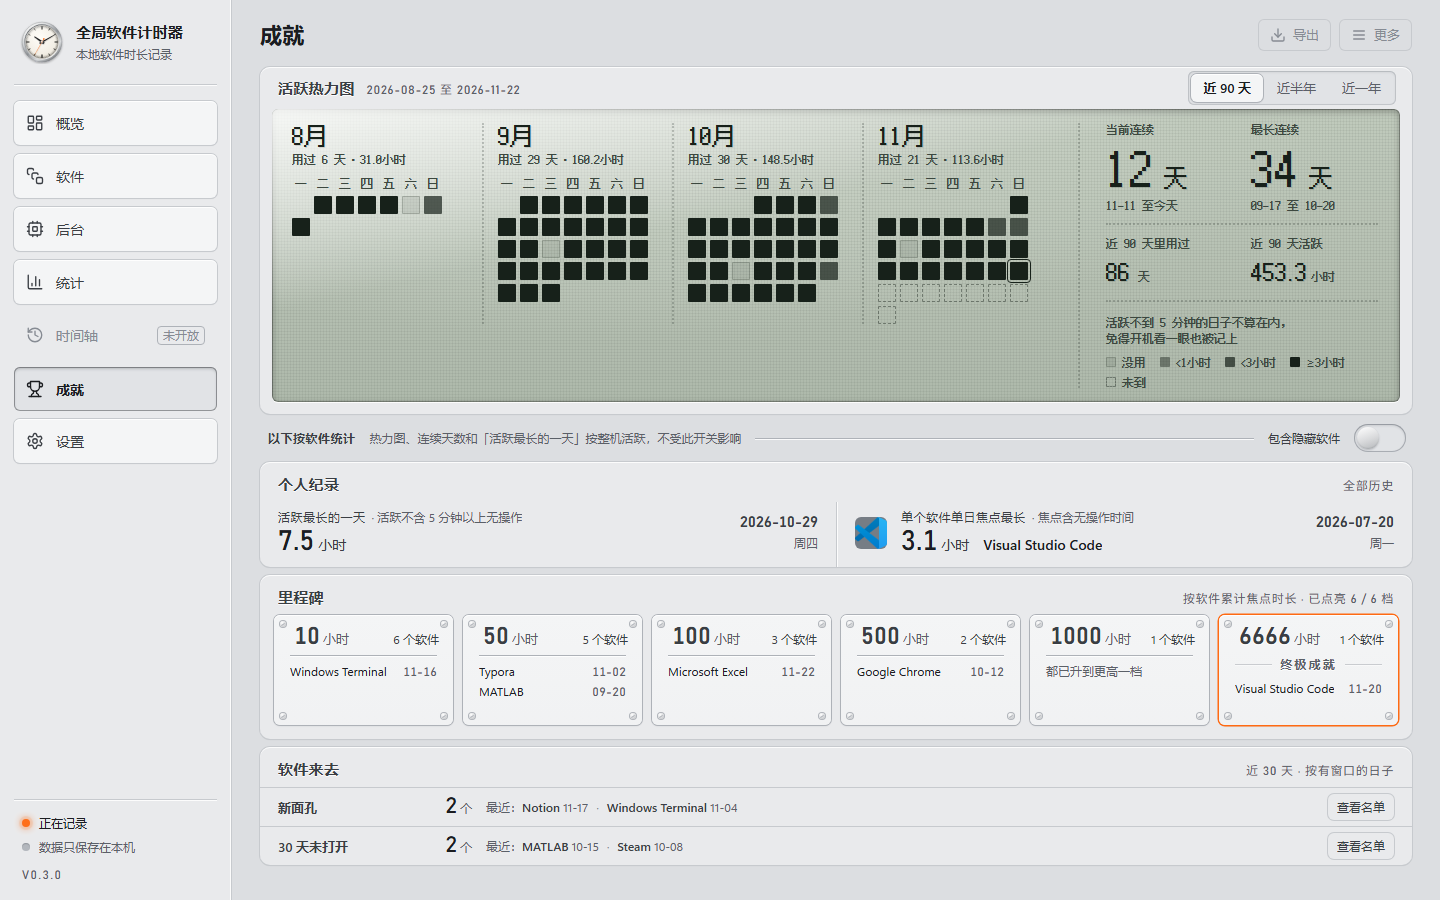 全局软件计时器
本地软件时长记录
概览
软件
后台
统计
时间轴 未开放
成就
设置
正在记录
数据只保存在本机
V0.3.0
成就
导出 更多
活跃热力图 2026-08-25 至 2026-11-22
近 90 天 近半年 近一年
8月
用过 6 天·31.0小时
一 二 三 四 五 六 日
9月
用过 29 天·160.2小时
一 二 三 四 五 六 日
10月
用过 30 天·148.5小时
一 二 三 四 五 六 日
11月
用过 21 天·113.6小时
一 二 三 四 五 六 日
当前连续
12 天
11-11 至今天
最长连续
34 天
09-17 至 10-20
近 90 天里用过
86 天
近 90 天活跃
453.3 小时
活跃不到 5 分钟的日子不算在内，
免得开机看一眼也被记上
没用 <1小时 <3小时 ≥3小时
未到
以下按软件统计 热力图、连续天数和「活跃最长的一天」按整机活跃，不受此开关影响 包含隐藏软件
个人纪录 全部历史
活跃最长的一天 · 活跃不含 5 分钟以上无操作
7.5 小时
2026-10-29
周四
单个软件单日焦点最长 · 焦点含无操作时间
3.1 小时 Visual Studio Code
2026-07-20
周一
里程碑 按软件累计焦点时长 · 已点亮 6 / 6 档
10 小时 6 个软件
Windows Terminal 11-16
50 小时 5 个软件
Typora 11-02
MATLAB 09-20
100 小时 3 个软件
Microsoft Excel 11-22
500 小时 2 个软件
Google Chrome 10-12
1000 小时 1 个软件
都已升到更高一档
6666 小时 1 个软件
终极成就
Visual Studio Code 11-20
软件来去 近 30 天 · 按有窗口的日子
新面孔 2 个 最近：Notion 11-17 · Windows Terminal 11-04 查看名单
30 天未打开 2 个 最近：MATLAB 10-15 · Steam 10-08 查看名单